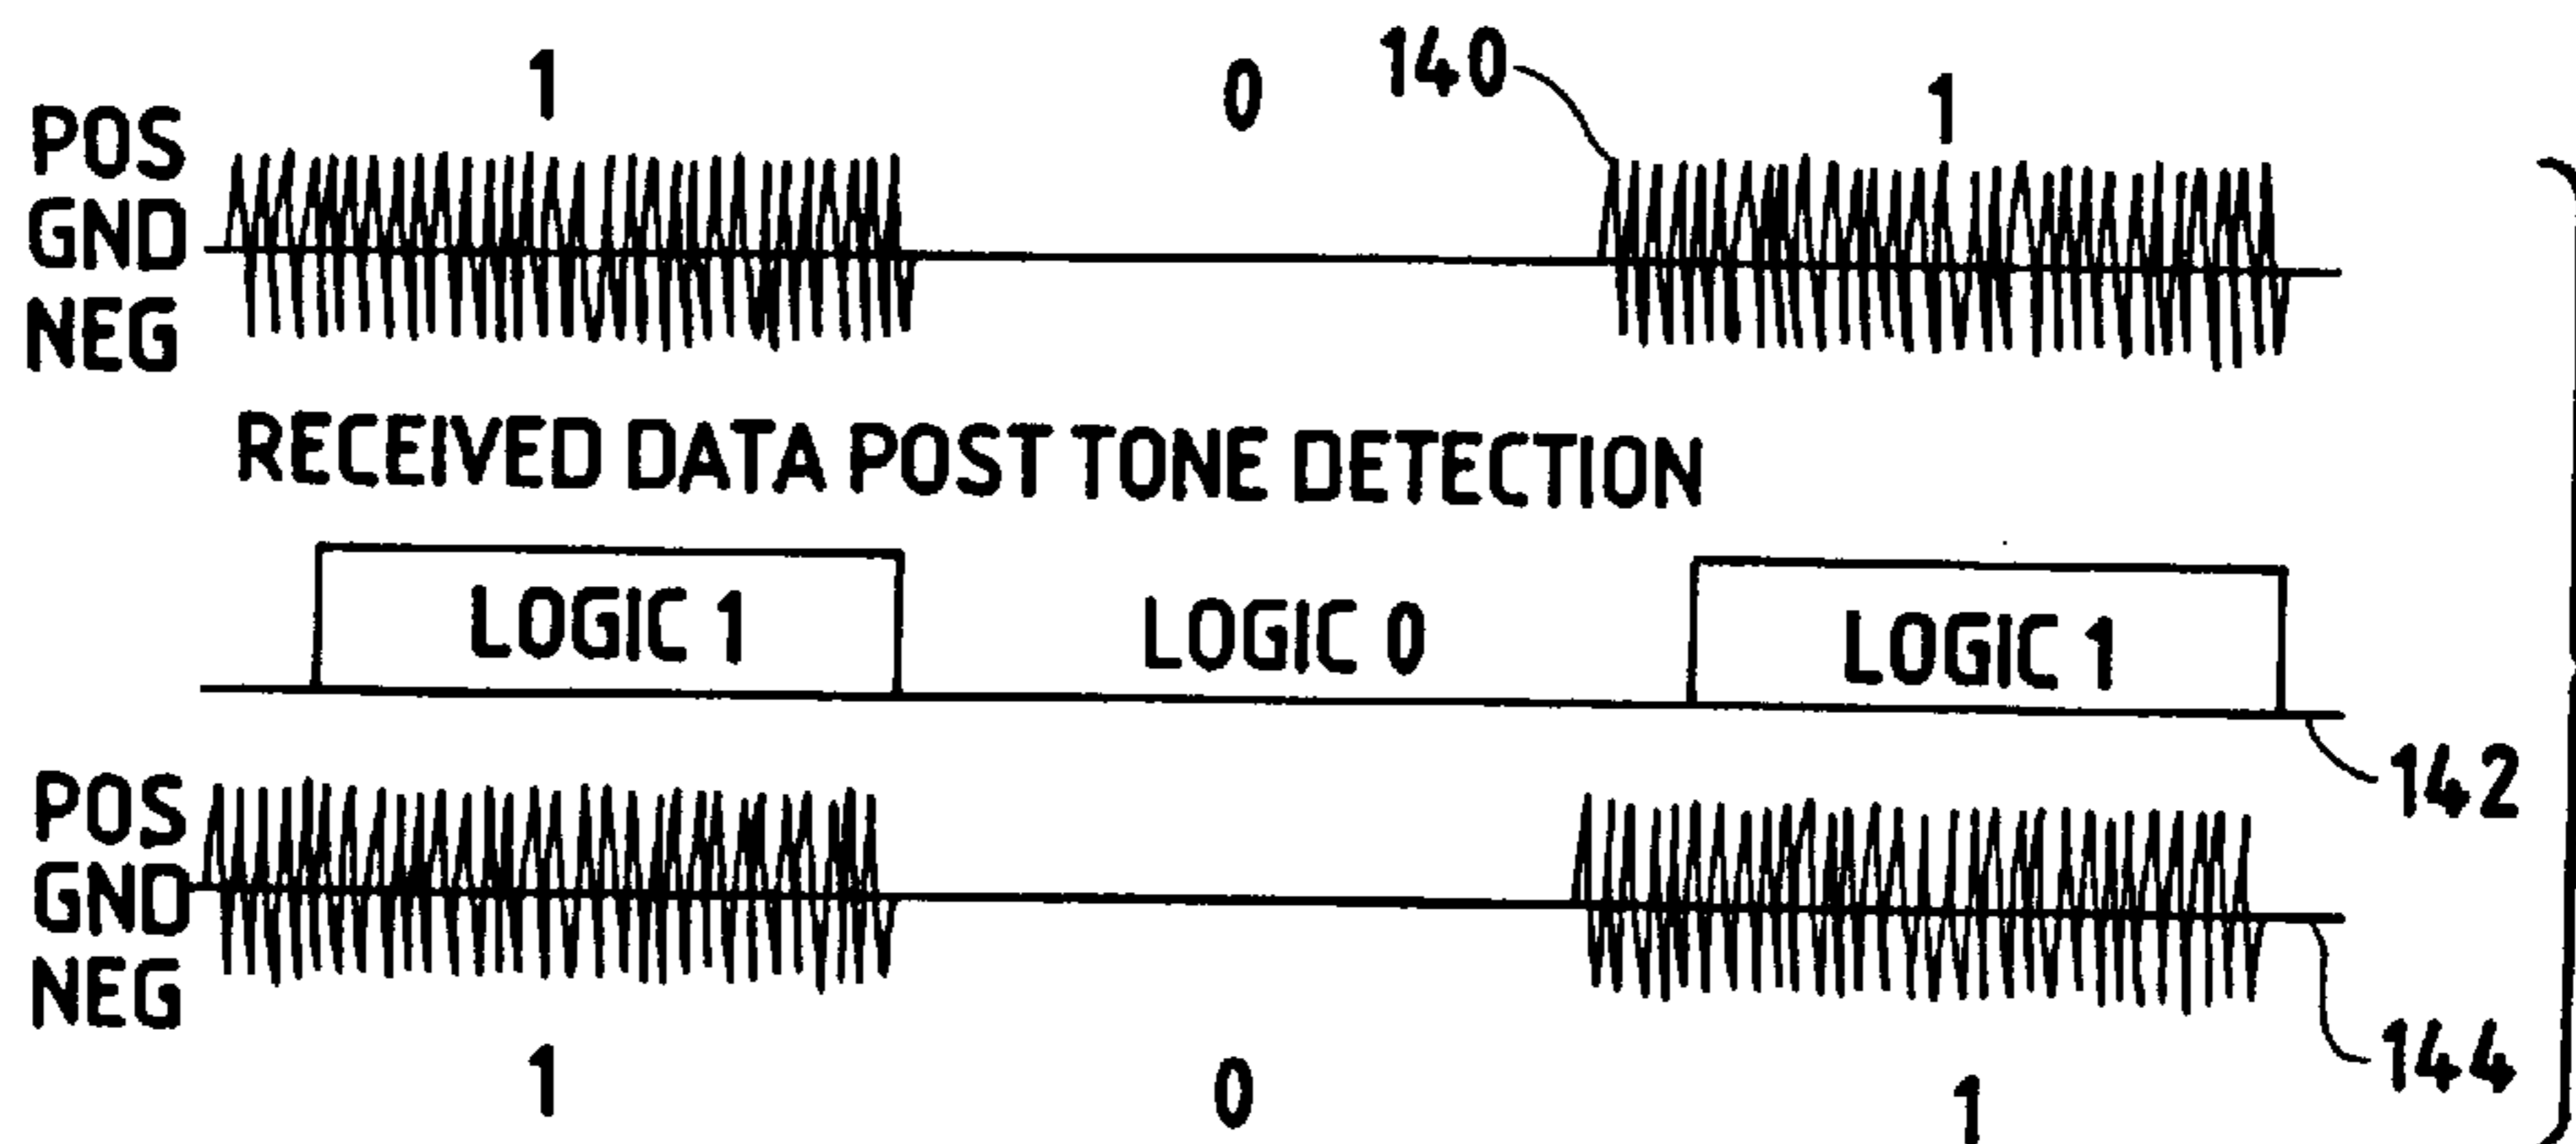 1 0 140 1
POS
GND
NEG
RECEIVED DATA POST TONE DETECTION
LOGIC 1 LOGIC 0 LOGIC 1
142
POS
GND
NEG
144
1 0 1